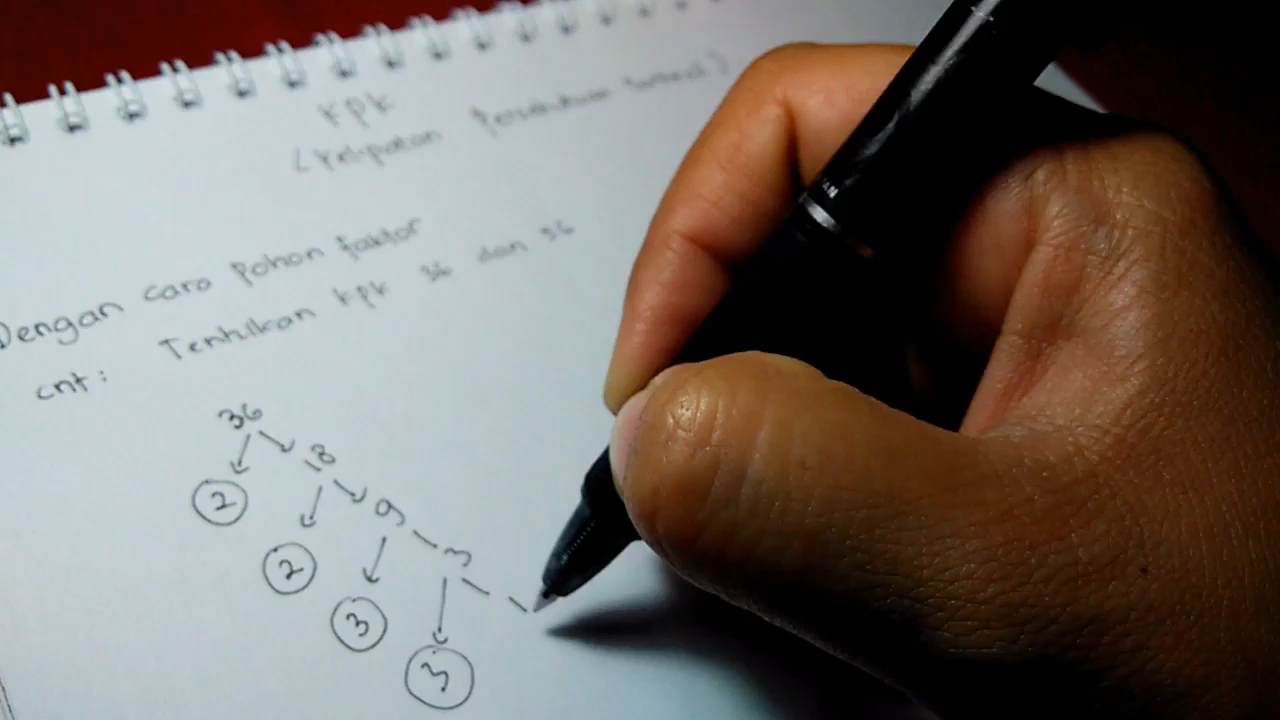 KPK
(Kelipatan Persekutuan
Dengan cara Pohon faktor
cnt: Tentukan KPK 36 dan 56
36
18
2
9
2
3
3
3